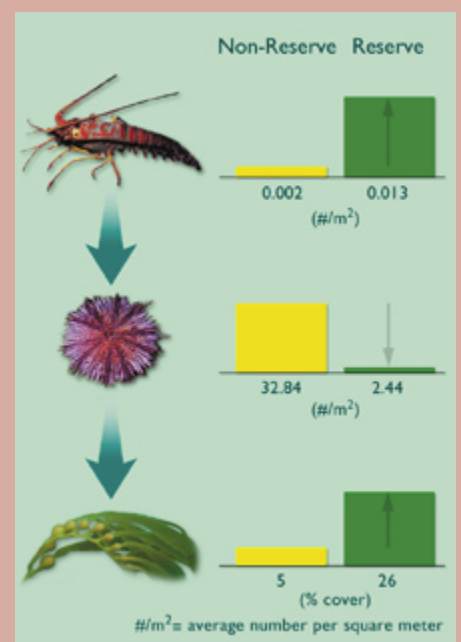 Non-Reserve Reserve
0.002 0.013
(#/m²)
32.84 2.44
(#/m²)
5 26
(% cover)
#/m²= average number per square meter